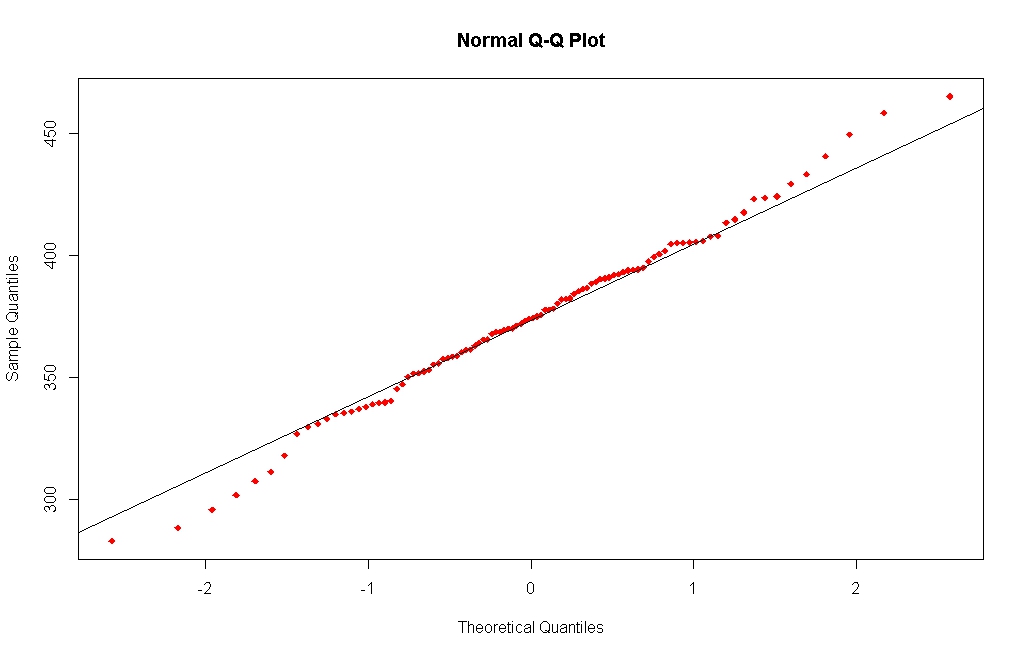 Normal Q-Q Plot
450
400
350
300
Sample Quantiles
-2 -1 0 1 2
Theoretical Quantiles